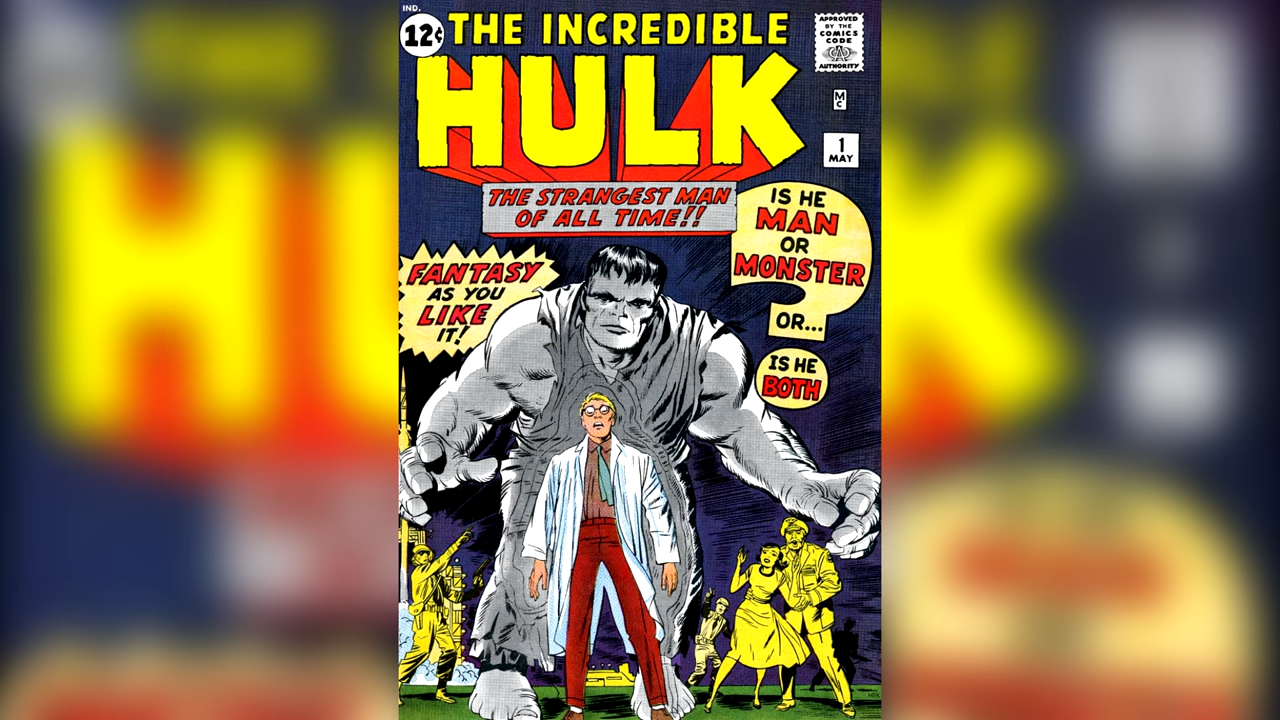 IND.
12¢
THE INCREDIBLE
HULK
APPROVED
BY THE
COMICS
CODE
CA
AUTHORITY
M
C
1
MAY
THE STRANGEST MAN
OF ALL TIME!!
IS HE
MAN
OR
MONSTER
OR...
IS HE
BOTH
FANTASY
AS YOU
LIKE
IT!